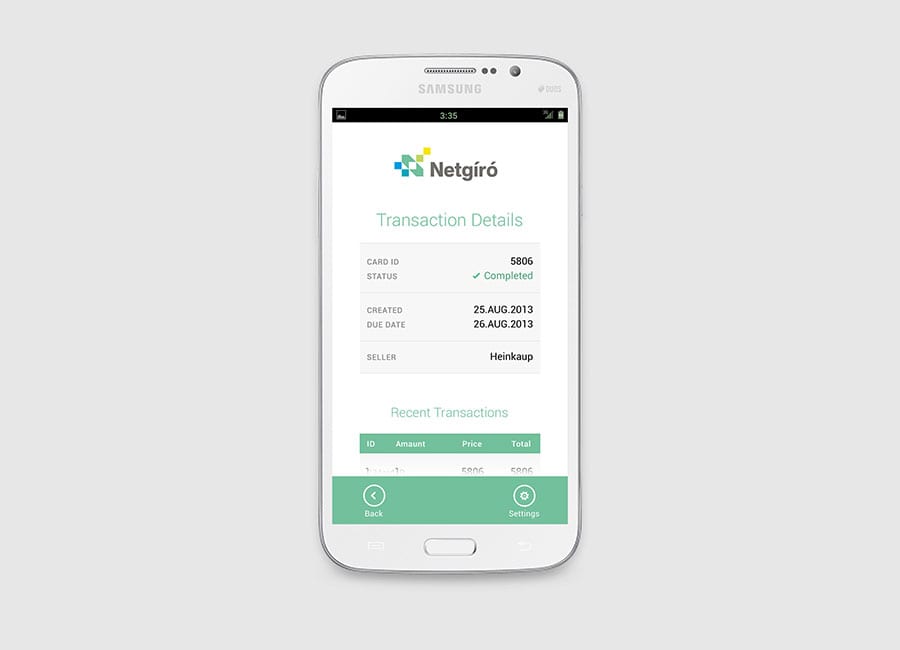 SAMSUNG
DUOS
3:35
Netgíró
Transaction Details
CARD ID 5806
STATUS ✓ Completed
CREATED 25.AUG.2013
DUE DATE 26.AUG.2013
SELLER Heinkaup
Recent Transactions
ID Amaunt Price Total
5806 5806
Back Settings